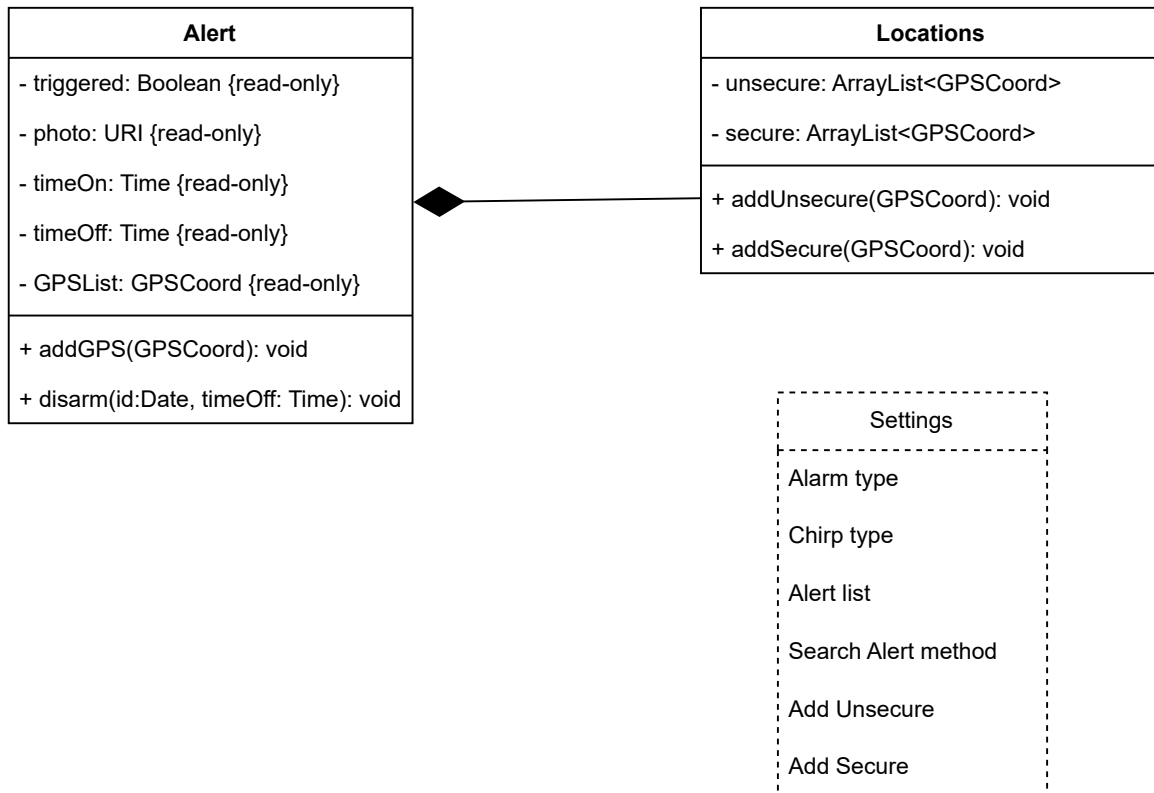 Alert
- triggered: Boolean {read-only}
- photo: URI {read-only}
- timeOn: Time {read-only}
- timeOff: Time {read-only}
- GPSList: GPSCoord {read-only}
+ addGPS(GPSCoord): void
+ disarm(id:Date, timeOff: Time): void
Locations
- unsecure: ArrayList<GPSCoord>
- secure: ArrayList<GPSCoord>
+ addUnsecure(GPSCoord): void
+ addSecure(GPSCoord): void
Settings
Alarm type
Chirp type
Alert list
Search Alert method
Add Unsecure
Add Secure